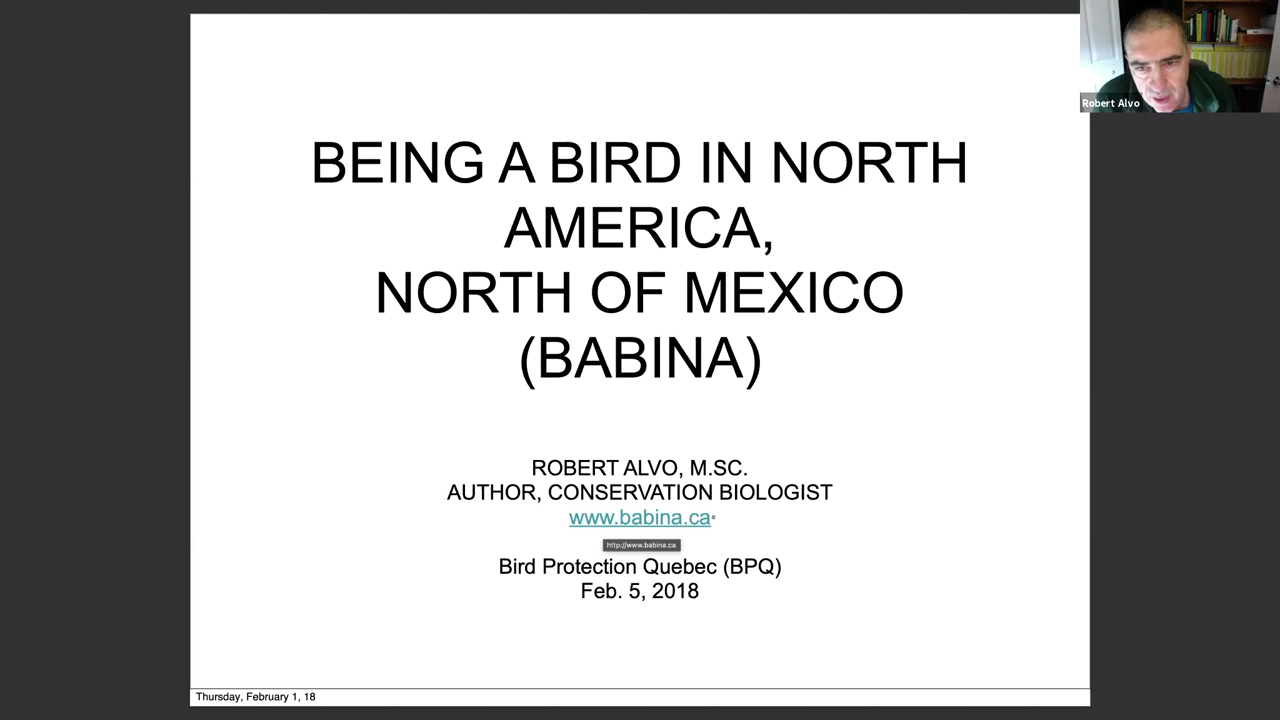 BEING A BIRD IN NORTH
AMERICA,
NORTH OF MEXICO
(BABINA)
ROBERT ALVO, M.SC.
AUTHOR, CONSERVATION BIOLOGIST
www.babina.ca
http://www.babina.ca
Bird Protection Quebec (BPQ)
Feb. 5, 2018
Thursday, February 1, 18
Robert Alvo